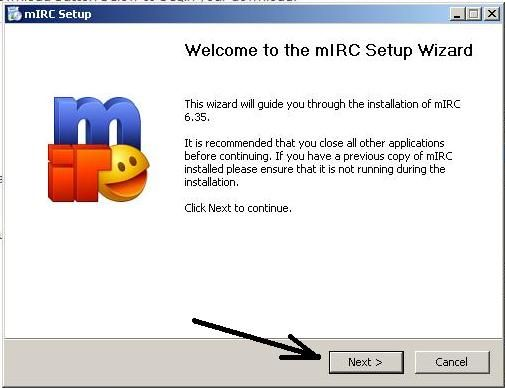 mIRC Setup
Welcome to the mIRC Setup Wizard
This wizard will guide you through the installation of mIRC
6.35.
It is recommended that you close all other applications
before continuing. If you have a previous copy of mIRC
installed please ensure that it is not running during the
installation.
Click Next to continue.
mirc
Next >
Cancel